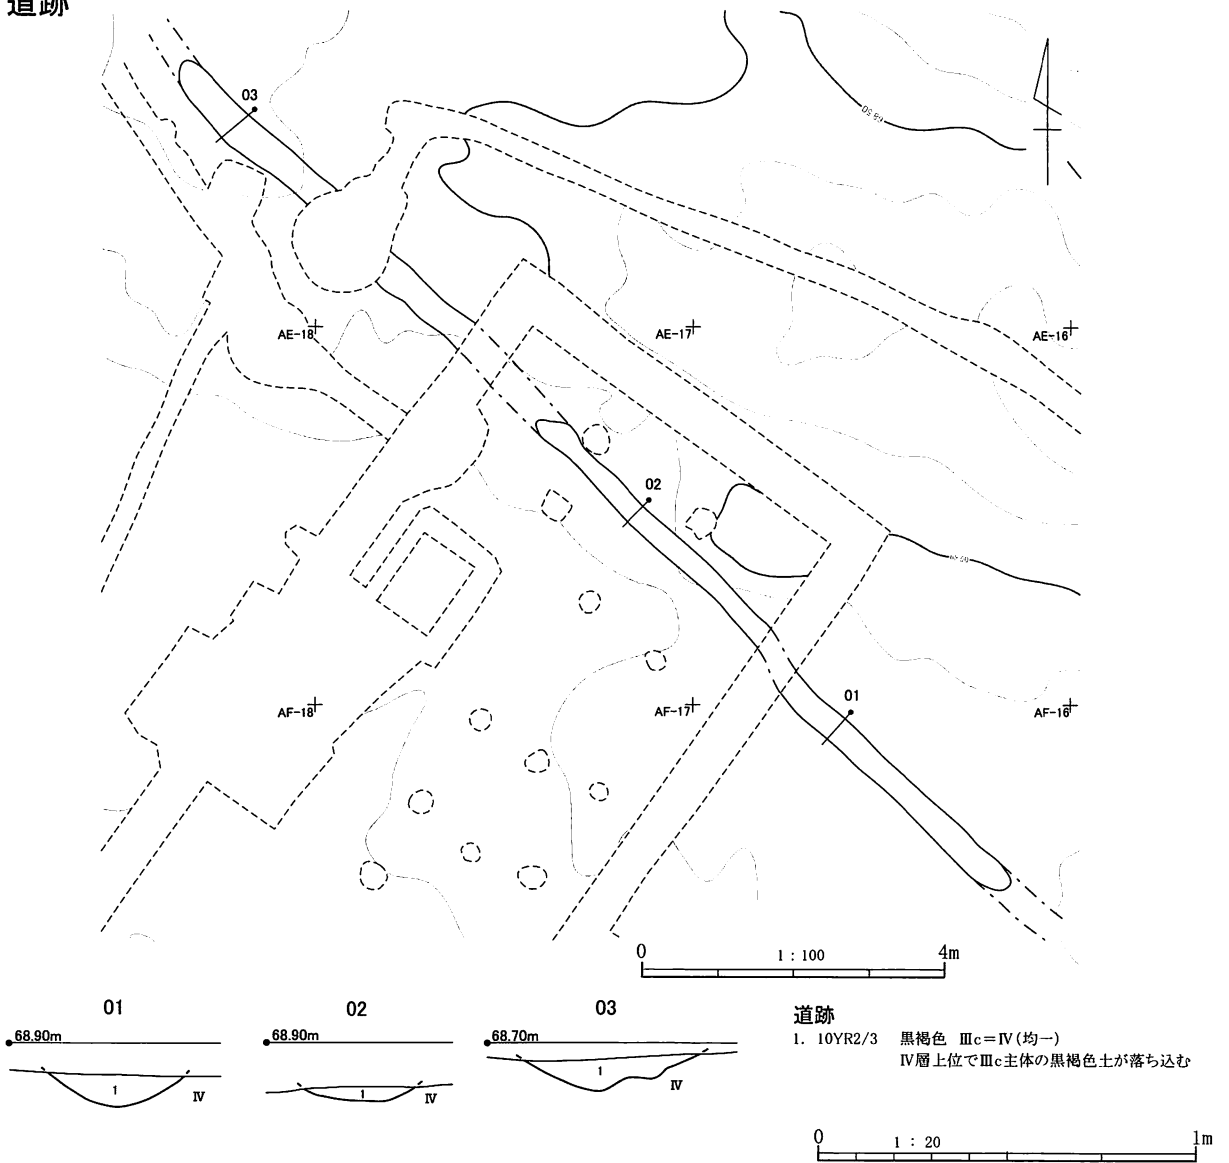 道跡
03
AE-18
AE-17
AE-16
02
01
AF-18
AF-17
AF-16
0 1 : 100 4m
01
68.90m
1
Ⅳ
02
68.90m
1
Ⅳ
03
68.70m
1
Ⅳ
道跡
1. 10YR2/3 黒褐色 Ⅲc=Ⅳ(均一)
Ⅳ層上位でⅢc主体の黒褐色土が落ち込む
0 1 : 20 1m